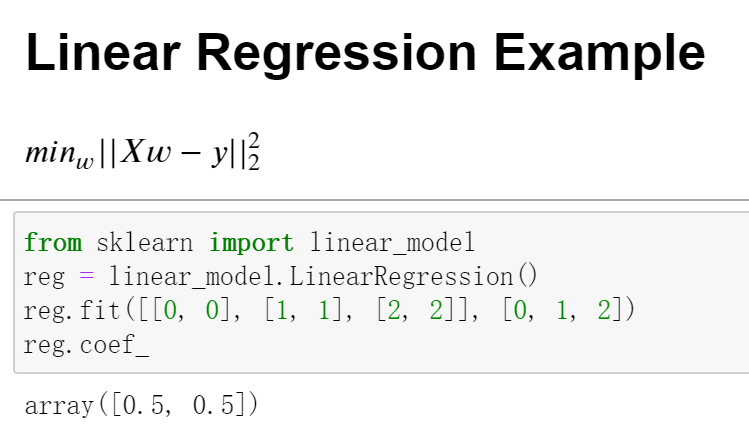 Linear Regression Example
min_w||Xw − y||_2^2
from sklearn import linear_model
reg = linear_model.LinearRegression()
reg.fit([[0, 0], [1, 1], [2, 2]], [0, 1, 2])
reg.coef_
array([0.5, 0.5])